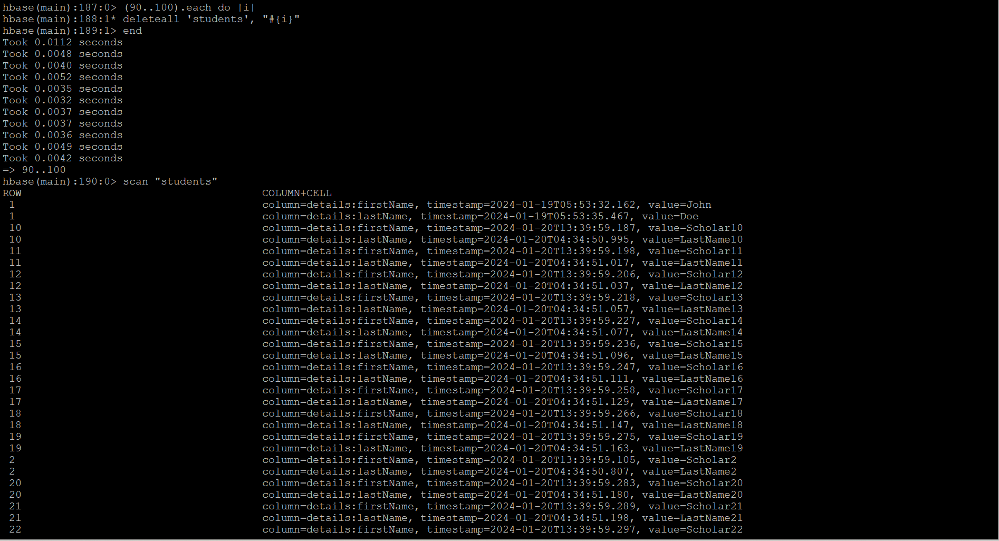 hbase(main):187:0> (90..100).each do |i|
hbase(main):188:1* deleteall 'students', "#{i}"
hbase(main):189:1> end
Took 0.0112 seconds
Took 0.0048 seconds
Took 0.0040 seconds
Took 0.0052 seconds
Took 0.0035 seconds
Took 0.0032 seconds
Took 0.0037 seconds
Took 0.0037 seconds
Took 0.0036 seconds
Took 0.0049 seconds
Took 0.0042 seconds
=> 90..100
hbase(main):190:0> scan "students"
ROW COLUMN+CELL
1 column=details:firstName, timestamp=2024-01-19T05:53:32.162, value=John
1 column=details:lastName, timestamp=2024-01-19T05:53:35.467, value=Doe
10 column=details:firstName, timestamp=2024-01-20T13:39:59.187, value=Scholar10
10 column=details:lastName, timestamp=2024-01-20T04:34:50.995, value=LastName10
11 column=details:firstName, timestamp=2024-01-20T13:39:59.198, value=Scholar11
11 column=details:lastName, timestamp=2024-01-20T04:34:51.017, value=LastName11
12 column=details:firstName, timestamp=2024-01-20T13:39:59.206, value=Scholar12
12 column=details:lastName, timestamp=2024-01-20T04:34:51.037, value=LastName12
13 column=details:firstName, timestamp=2024-01-20T13:39:59.218, value=Scholar13
13 column=details:lastName, timestamp=2024-01-20T04:34:51.057, value=LastName13
14 column=details:firstName, timestamp=2024-01-20T13:39:59.227, value=Scholar14
14 column=details:lastName, timestamp=2024-01-20T04:34:51.077, value=LastName14
15 column=details:firstName, timestamp=2024-01-20T13:39:59.236, value=Scholar15
15 column=details:lastName, timestamp=2024-01-20T04:34:51.096, value=LastName15
16 column=details:firstName, timestamp=2024-01-20T13:39:59.247, value=Scholar16
16 column=details:lastName, timestamp=2024-01-20T04:34:51.111, value=LastName16
17 column=details:firstName, timestamp=2024-01-20T13:39:59.258, value=Scholar17
17 column=details:lastName, timestamp=2024-01-20T04:34:51.129, value=LastName17
18 column=details:firstName, timestamp=2024-01-20T13:39:59.266, value=Scholar18
18 column=details:lastName, timestamp=2024-01-20T04:34:51.147, value=LastName18
19 column=details:firstName, timestamp=2024-01-20T13:39:59.275, value=Scholar19
19 column=details:lastName, timestamp=2024-01-20T04:34:51.163, value=LastName19
2 column=details:firstName, timestamp=2024-01-20T13:39:59.105, value=Scholar2
2 column=details:lastName, timestamp=2024-01-20T04:34:50.807, value=LastName2
20 column=details:firstName, timestamp=2024-01-20T13:39:59.283, value=Scholar20
20 column=details:lastName, timestamp=2024-01-20T04:34:51.180, value=LastName20
21 column=details:firstName, timestamp=2024-01-20T13:39:59.289, value=Scholar21
21 column=details:lastName, timestamp=2024-01-20T04:34:51.198, value=LastName21
22 column=details:firstName, timestamp=2024-01-20T13:39:59.297, value=Scholar22